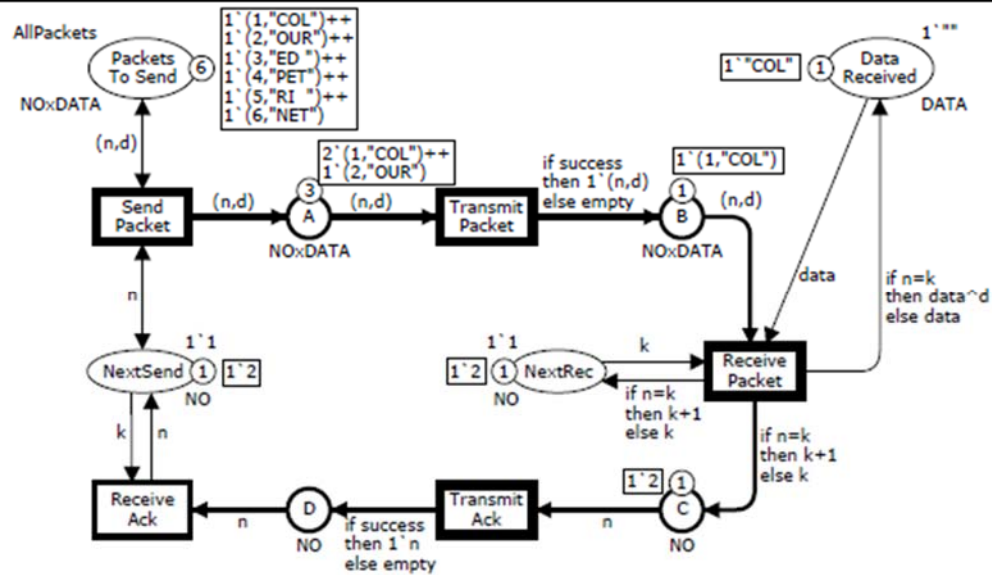 AllPackets
Packets
To Send
6
1`(1,"COL")++
1`(2,"OUR")++
1`(3,"ED ")++
1`(4,"PET")++
1`(5,"RI  ")++
1`(6,"NET")
NOxDATA
(n,d)
1`""
1`"COL"
1
Data
Received
DATA
2`(1,"COL")++
1`(2,"OUR")
3
A
NOxDATA
Send
Packet
(n,d)
(n,d)
Transmit
Packet
if success
then 1`(n,d)
else empty
1`(1,"COL")
1
B
NOxDATA
(n,d)
data
if n=k
then data^d
else data
n
1`1
NextSend
1
1`2
NO
1`1
1`2
1
NextRec
NO
k
if n=k
then k+1
else k
Receive
Packet
if n=k
then k+1
else k
k
n
Receive
Ack
n
D
NO
if success
then 1`n
else empty
Transmit
Ack
n
1`2
1
C
NO